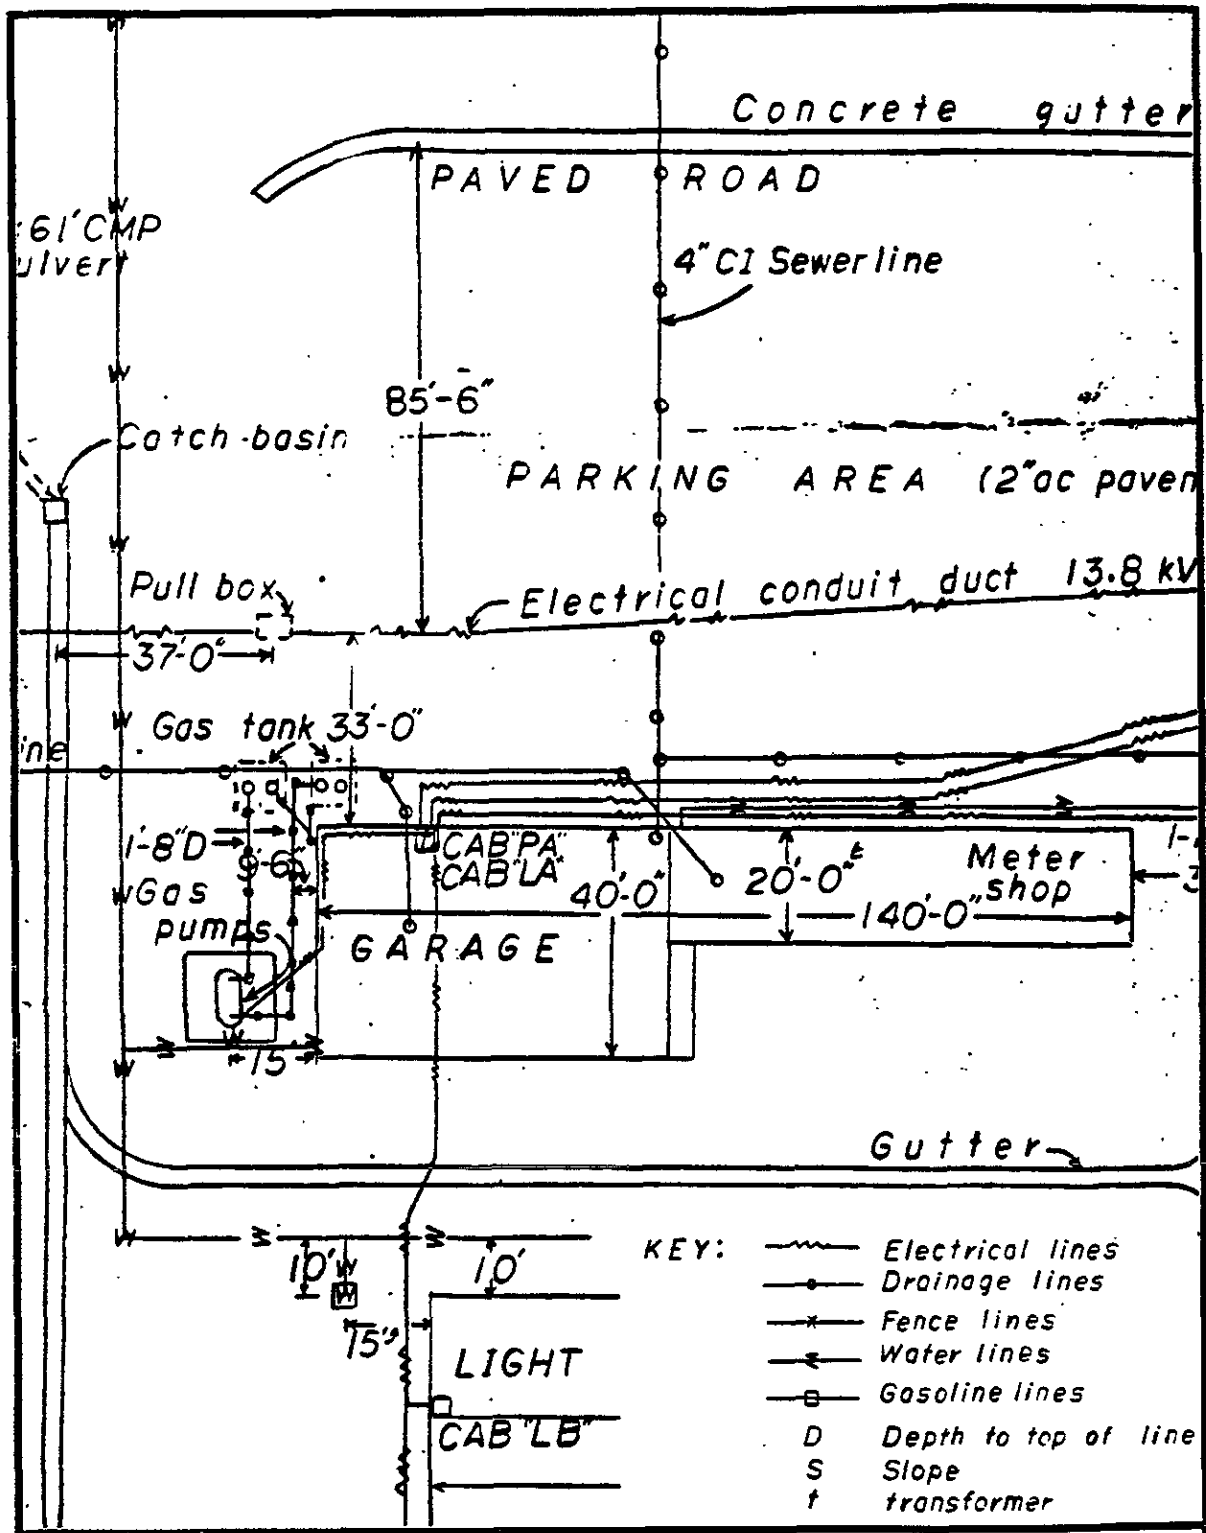 Concrete gutter
PAVED ROAD
61' CMP
ulvert
4" CI Sewerline
85'-6"
Catch-basin
PARKING AREA (2" ac paven
Pull box
Electrical conduit duct 13.8 kV
37'-0"
Gas tank 33'-0"
ine
1'-8"D
9'-6"
CAB "PA"
CAB "LA"
40'-0"
20'-0"
Meter
shop
140'-0"
Gas
pumps
GARAGE
15'
Gutter
10'
10'
15'
LIGHT
CAB "LB"
KEY:
Electrical lines
Drainage lines
Fence lines
Water lines
Gasoline lines
D Depth to top of line
S Slope
t transformer